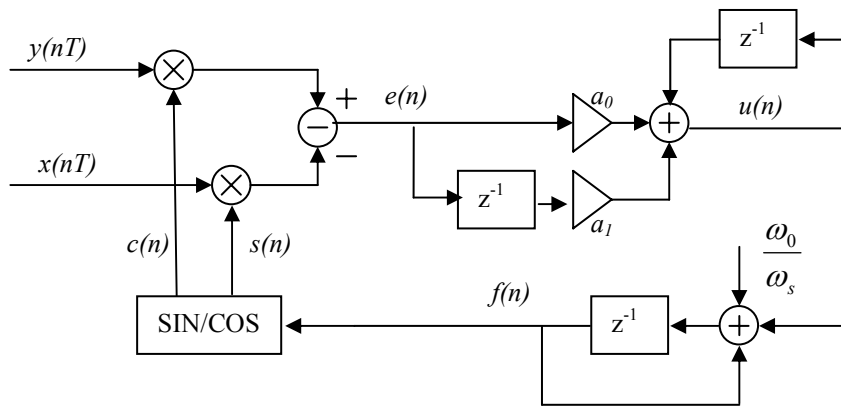 y(nT)
x(nT)
+
−
−
e(n)
a₀
z⁻¹
+
u(n)
z⁻¹
a₁
c(n)
s(n)
SIN/COS
f(n)
z⁻¹
+
ω₀
ωₛ